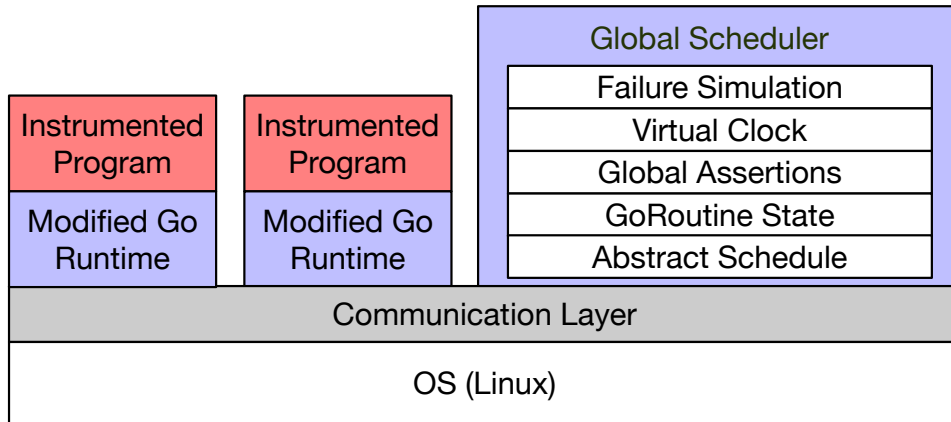 Global Scheduler
Failure Simulation
Virtual Clock
Global Assertions
GoRoutine State
Abstract Schedule
Instrumented
Program
Modified Go
Runtime
Instrumented
Program
Modified Go
Runtime
Communication Layer
OS (Linux)